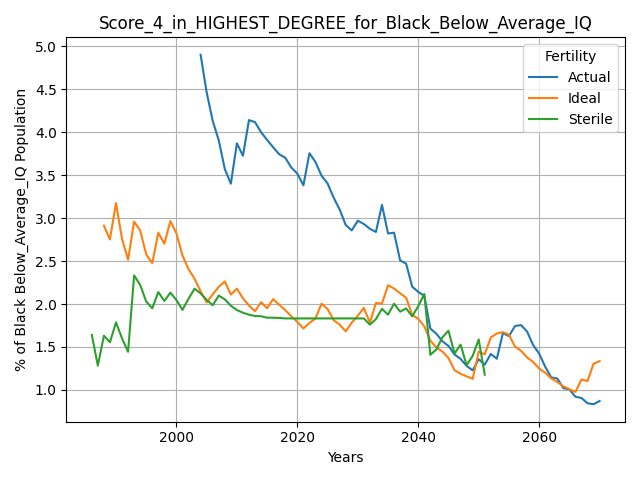 Score_4_in_HIGHEST_DEGREE_for_Black_Below_Average_IQ
% of Black Below_Average_IQ Population
5.0
4.5
4.0
3.5
3.0
2.5
2.0
1.5
1.0
Fertility
Actual
Ideal
Sterile
2000
2020
2040
2060
Years